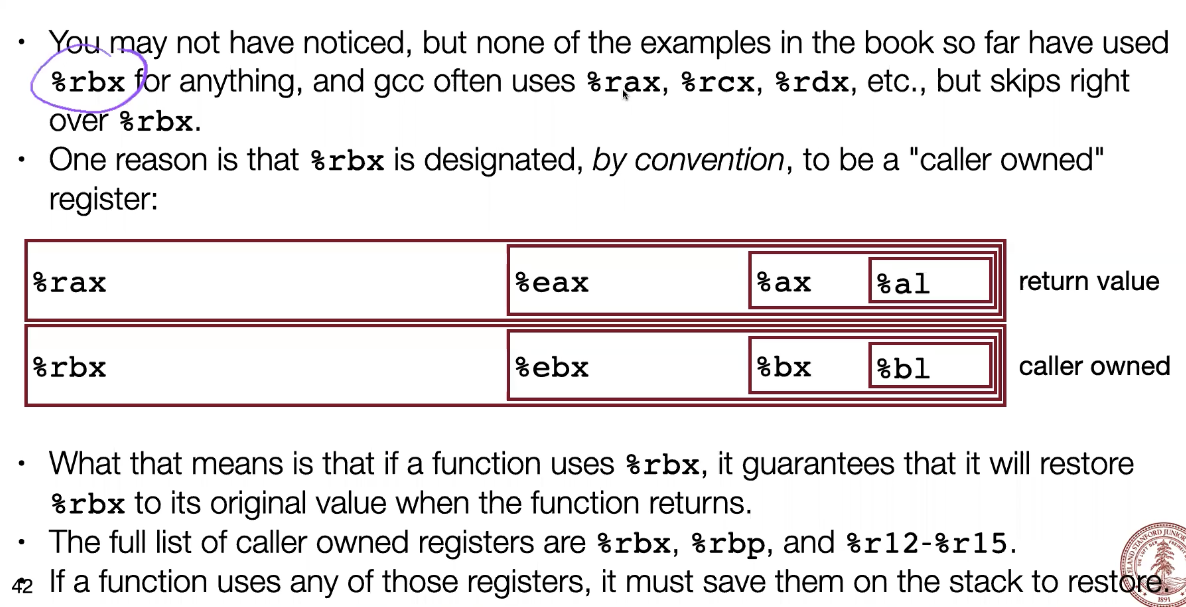 • You may not have noticed, but none of the examples in the book so far have used
%rbx for anything, and gcc often uses %rax, %rcx, %rdx, etc., but skips right
over %rbx.
• One reason is that %rbx is designated, by convention, to be a "caller owned"
register:
%rax %eax %ax %al return value
%rbx %ebx %bx %bl caller owned
• What that means is that if a function uses %rbx, it guarantees that it will restore
%rbx to its original value when the function returns.
• The full list of caller owned registers are %rbx, %rbp, and %r12-%r15.
42 If a function uses any of those registers, it must save them on the stack to restore.
1891